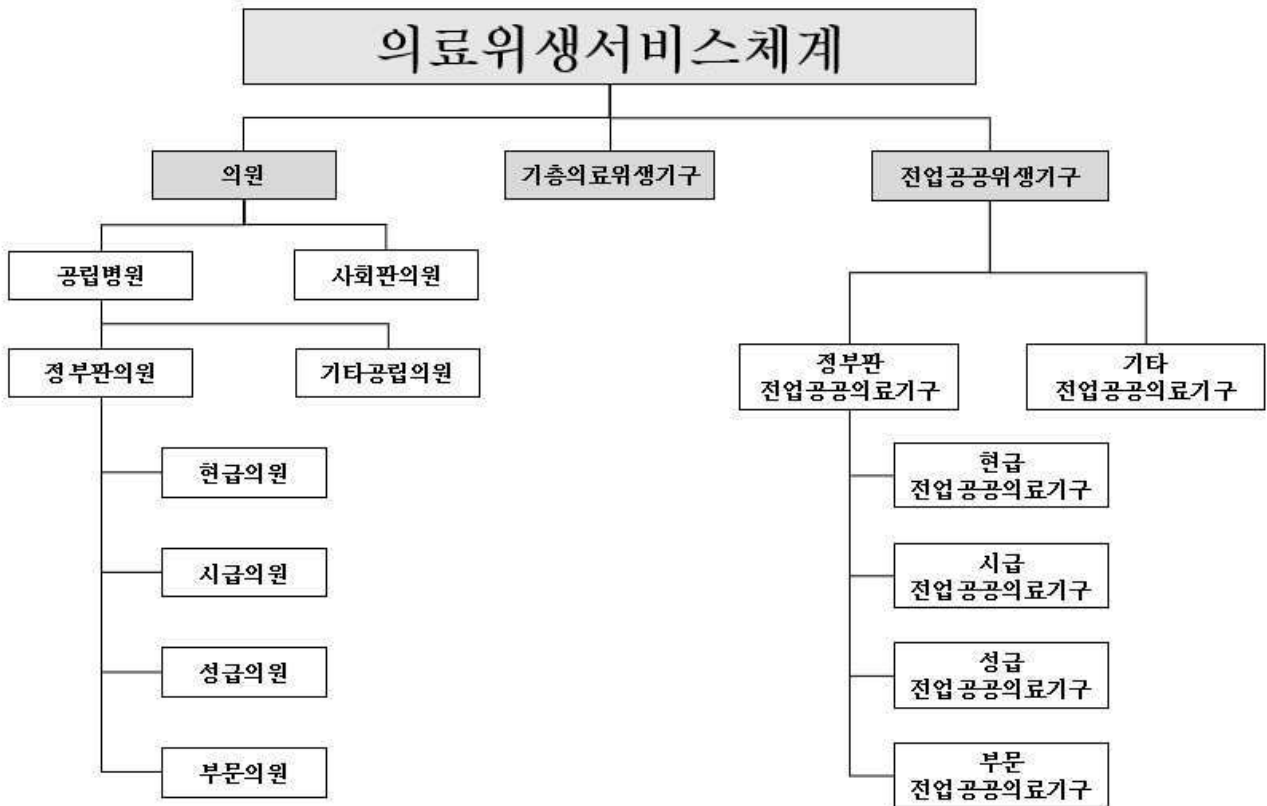 의료위생서비스체계
의원
기층의료위생기구
전업공공위생기구
공립병원
사회판의원
정부판의원
기타공립의원
정부판
전업공공의료기구
기타
전업공공의료기구
현급의원
시급의원
성급의원
부문의원
현급
전업공공의료기구
시급
전업공공의료기구
성급
전업공공의료기구
부문
전업공공의료기구